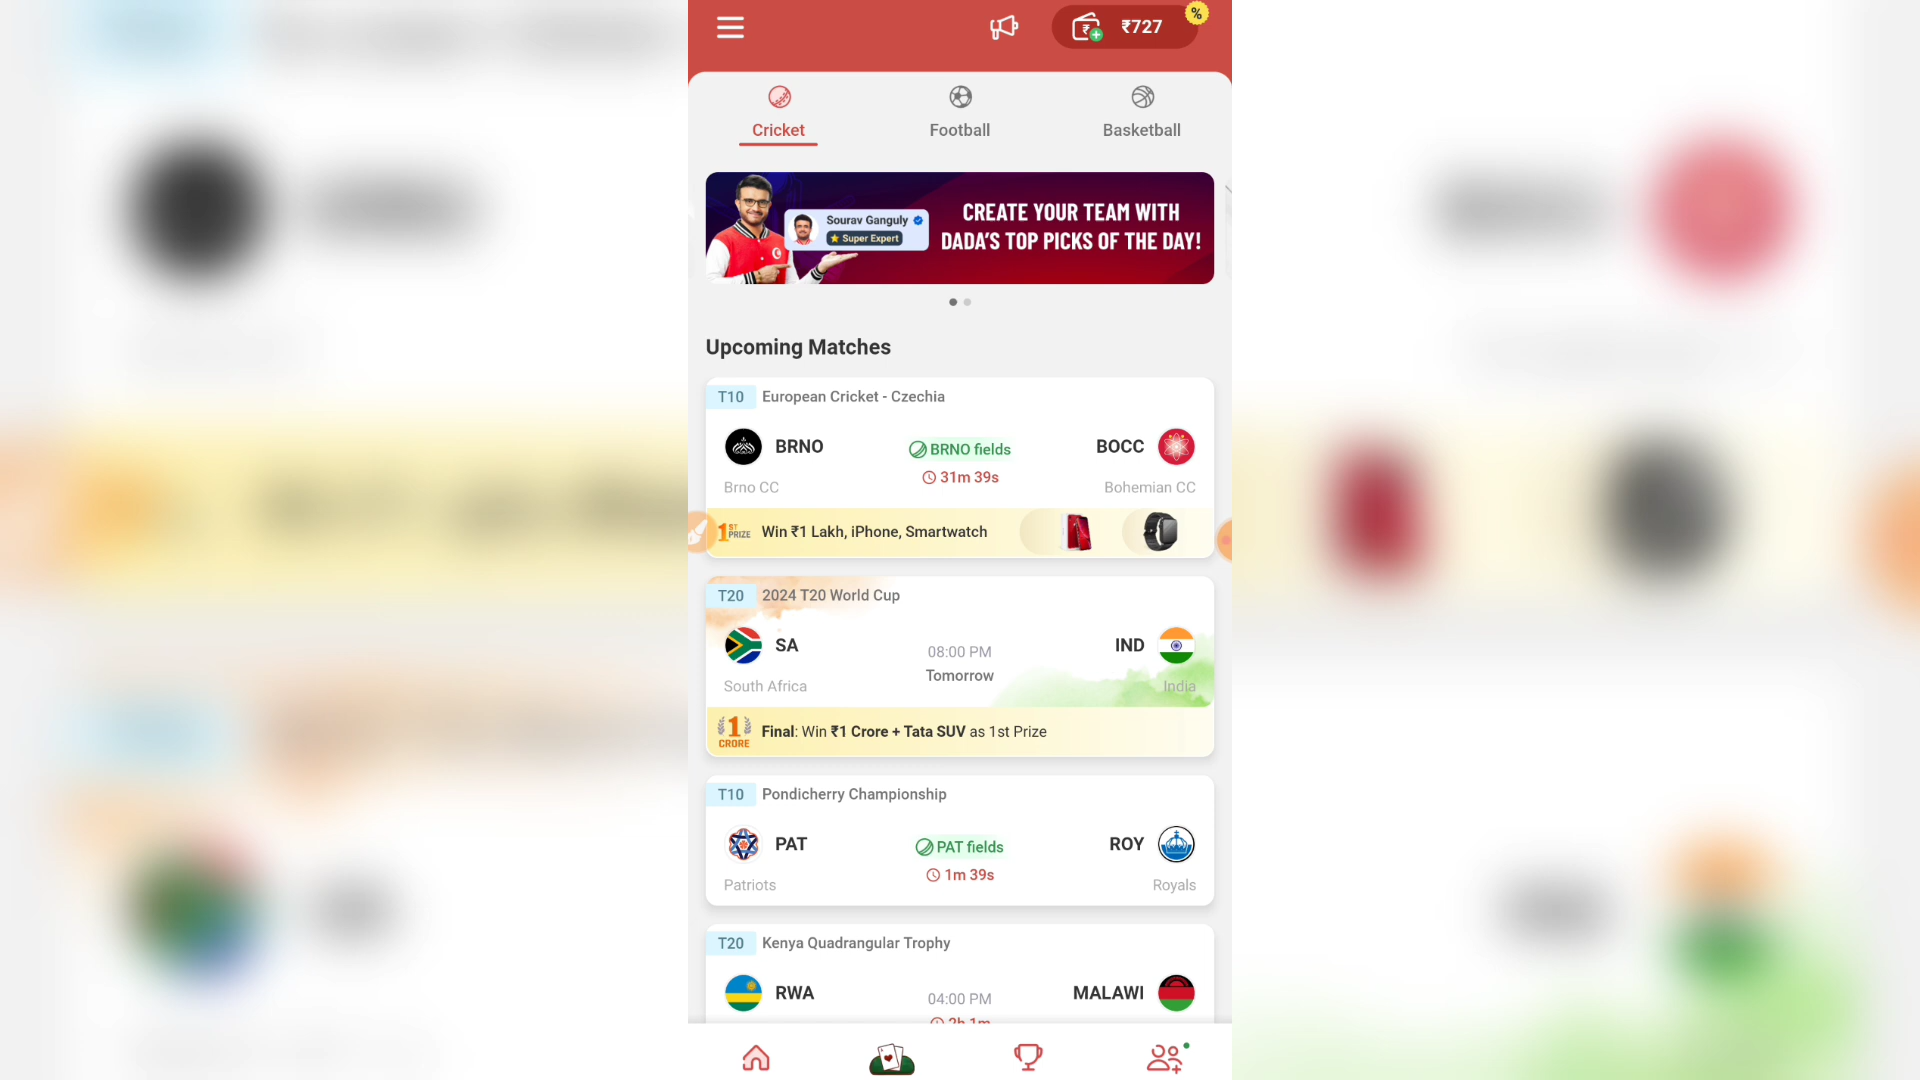 ₹727
%
Cricket
Football
Basketball
Sourav Ganguly
Super Expert
CREATE YOUR TEAM WITH
DADA'S TOP PICKS OF THE DAY!
Upcoming Matches
T10 European Cricket - Czechia
BRNO
BRNO fields
BOCC
31m 39s
Brno CC
Bohemian CC
1ST PRIZE
Win ₹1 Lakh, iPhone, Smartwatch
T20 2024 T20 World Cup
SA
08:00 PM
IND
Tomorrow
South Africa
India
1 CRORE
Final: Win ₹1 Crore + Tata SUV as 1st Prize
T10 Pondicherry Championship
PAT
PAT fields
ROY
1m 39s
Patriots
Royals
T20 Kenya Quadrangular Trophy
RWA
04:00 PM
MALAWI
2h 1m